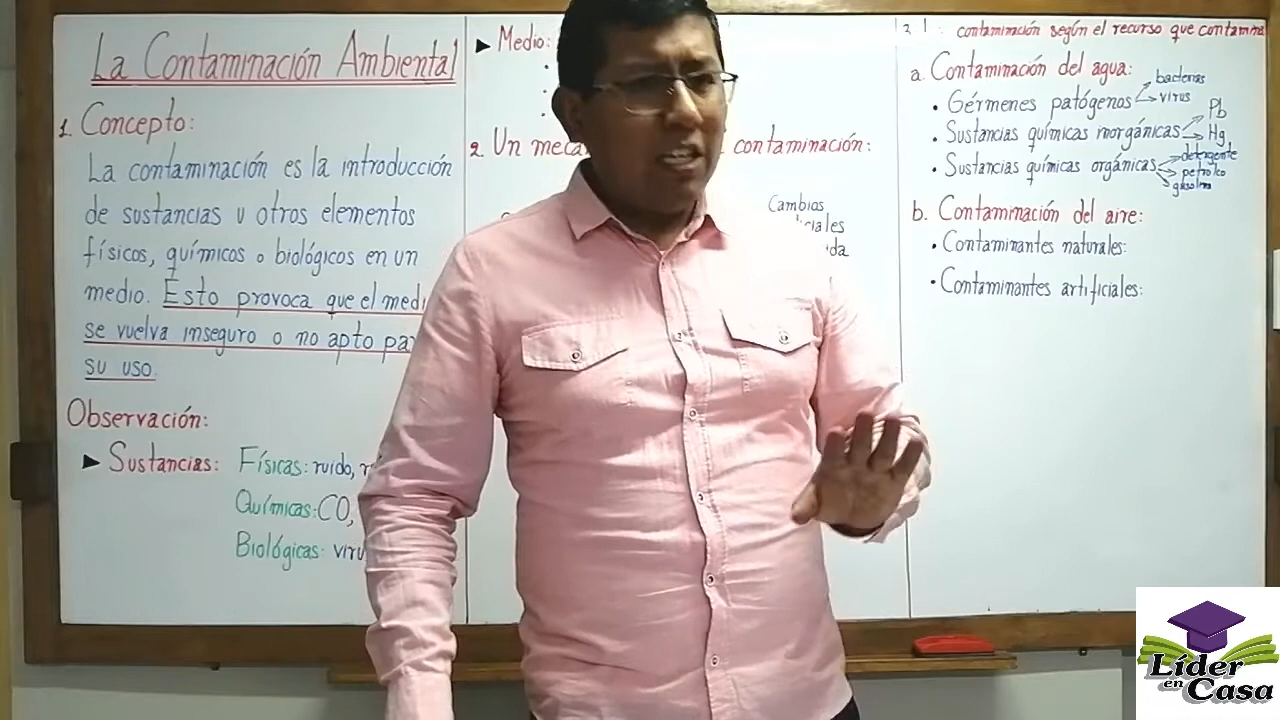 La Contaminación Ambiental
1. Concepto:
La contaminación es la introducción
de sustancias u otros elementos
físicos, químicos o biológicos en un
medio. Esto provoca que el medi
se vuelva inseguro o no apto pa
su uso.
Observación:
► Sustancias: Físicas: ruido, r
Químicas: CO,
Biológicas: viru
► Medio:
2. Un meca contaminación:
Cambios
ciales
ida
3.1: contaminación según el recurso que contamina
a. Contaminación del agua:
• Gérmenes patógenos bacterias
virus
• Sustancias químicas inorgánicas Pb
Hg
• Sustancias químicas orgánicas detergente
petróleo
gasolina
b. Contaminación del aire:
• Contaminantes naturales:
• Contaminantes artificiales:
Líder
en Casa